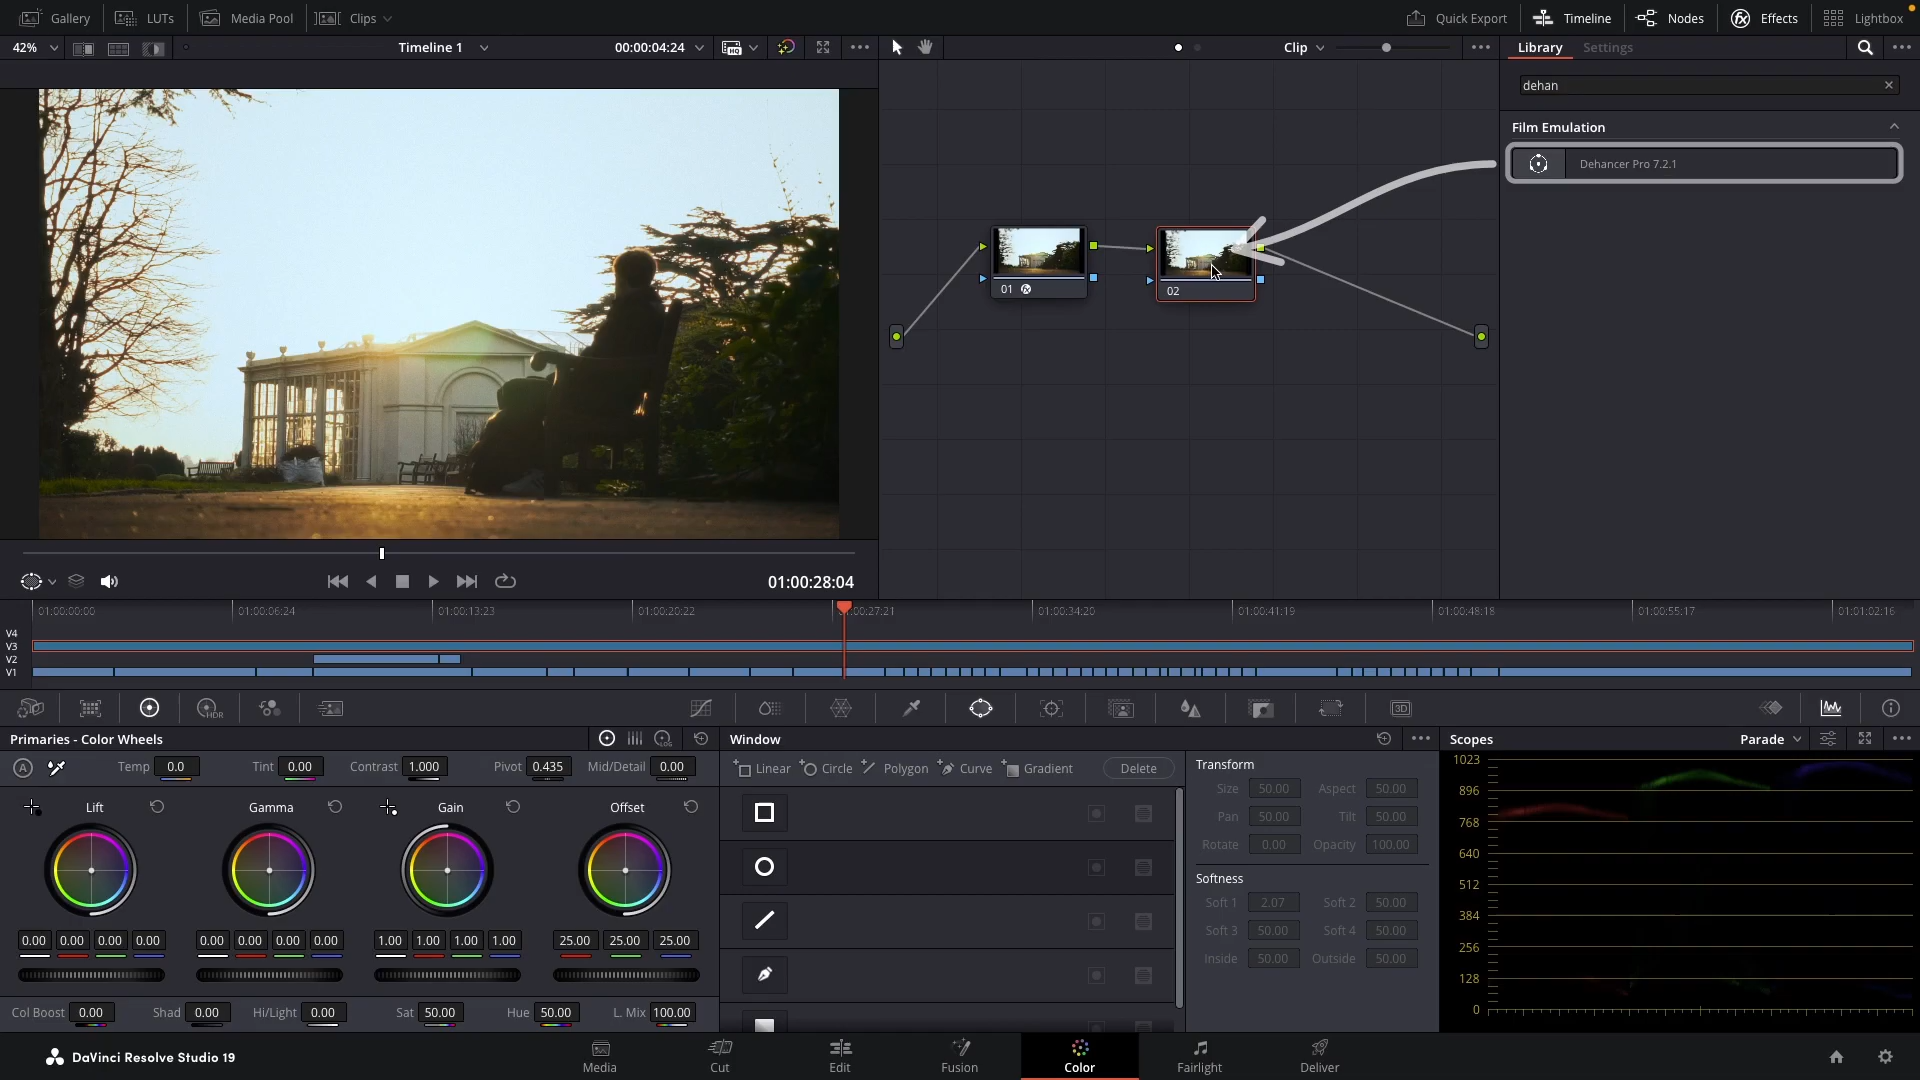 Gallery LUTs Media Pool Clips Quick Export Timeline Nodes Effects Lightbox
42% Timeline 1 00:00:04:24 HQ Clip Library Settings
dehan
Film Emulation
Dehancer Pro 7.2.1
01
02
01:00:28:04
01:00:00:00 01:00:06:24 01:00:13:23 01:00:20:22 01:00:27:21 01:00:34:20 01:00:41:19 01:00:48:18 01:00:55:17 01:01:02:16
V4
V3
V2
V1
HDR 3D
Primaries - Color Wheels LOG Window Scopes Parade
A Temp 0.0 Tint 0.00 Contrast 1.000 Pivot 0.435 Mid/Detail 0.00
Linear Circle Polygon Curve Gradient Delete
Lift Gamma Gain Offset
0.00 0.00 0.00 0.00 0.00 0.00 0.00 0.00 1.00 1.00 1.00 1.00 25.00 25.00 25.00
Col Boost 0.00 Shad 0.00 Hi/Light 0.00 Sat 50.00 Hue 50.00 L. Mix 100.00
Transform
Size 50.00 Aspect 50.00
Pan 50.00 Tilt 50.00
Rotate 0.00 Opacity 100.00
Softness
Soft 1 2.07 Soft 2 50.00
Soft 3 50.00 Soft 4 50.00
Inside 50.00 Outside 50.00
1023
896
768
640
512
384
256
128
0
DaVinci Resolve Studio 19 Media Cut Edit Fusion Color Fairlight Deliver